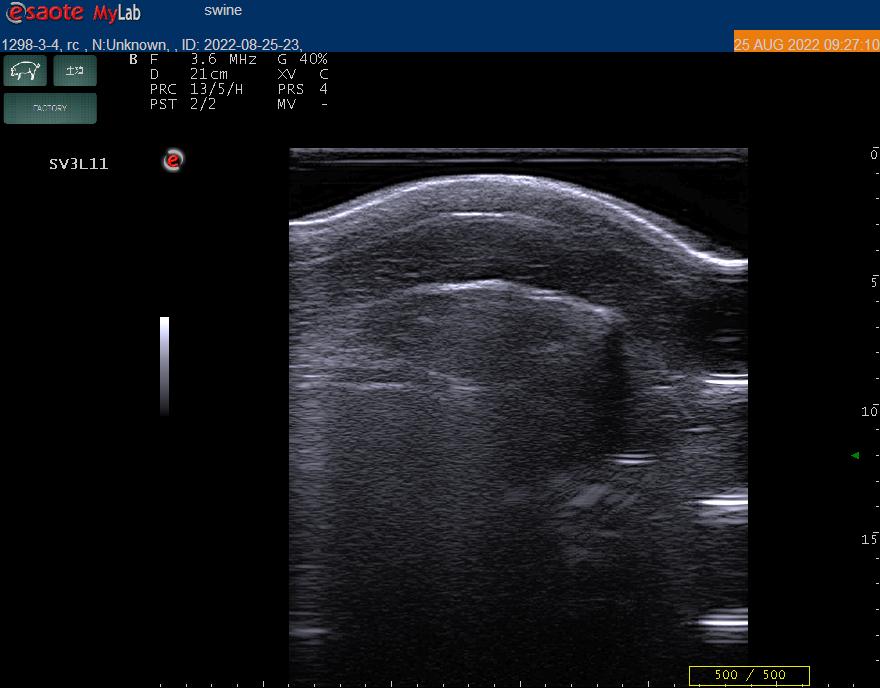 esaote MyLab
swine
1298-3-4, rc , N:Unknown, , ID: 2022-08-25-23,
25 AUG 2022 09:27:10
B F 3.6 MHz G 40%
D 21cm XV C
PRC 13/5/H PRS 4
PST 2/2 MV -
土猪
FACTORY
SV3L11
e
0
5
10
15
500 / 500